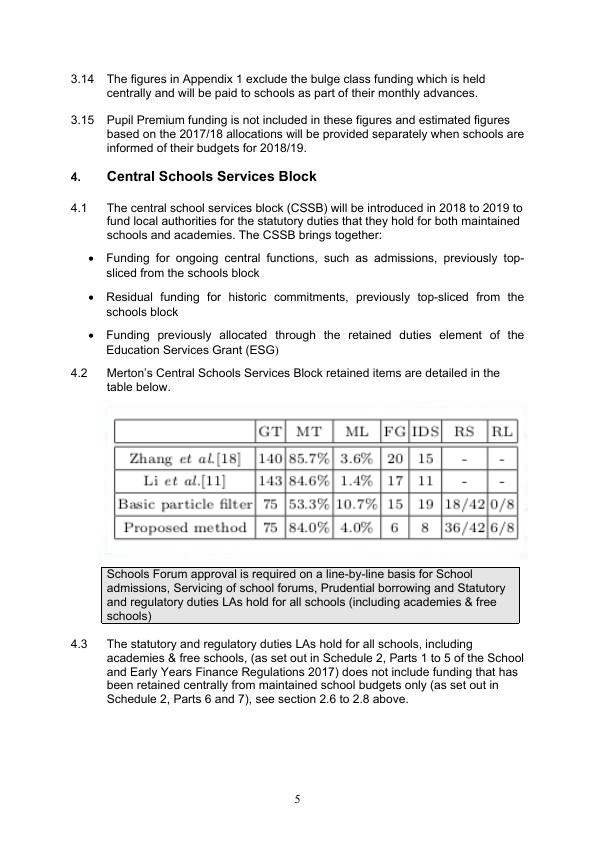 3.14 The figures in Appendix 1 exclude the bulge class funding which is held
centrally and will be paid to schools as part of their monthly advances.
3.15 Pupil Premium funding is not included in these figures and estimated figures
based on the 2017/18 allocations will be provided separately when schools are
informed of their budgets for 2018/19.
4. Central Schools Services Block
4.1 The central school services block (CSSB) will be introduced in 2018 to 2019 to
fund local authorities for the statutory duties that they hold for both maintained
schools and academies. The CSSB brings together:
• Funding for ongoing central functions, such as admissions, previously top-
sliced from the schools block
• Residual funding for historic commitments, previously top-sliced from the
schools block
• Funding previously allocated through the retained duties element of the
Education Services Grant (ESG)
4.2 Merton's Central Schools Services Block retained items are detailed in the
table below.
GT MT ML FG IDS RS RL
Zhang et al.[18] 140 85.7% 3.6% 20 15 - -
Li et al.[11] 143 84.6% 1.4% 17 11 - -
Basic particle filter 75 53.3% 10.7% 15 19 18/42 0/8
Proposed method 75 84.0% 4.0% 6 8 36/42 6/8
Schools Forum approval is required on a line-by-line basis for School
admissions, Servicing of school forums, Prudential borrowing and Statutory
and regulatory duties LAs hold for all schools (including academies & free
schools)
4.3 The statutory and regulatory duties LAs hold for all schools, including
academies & free schools, (as set out in Schedule 2, Parts 1 to 5 of the School
and Early Years Finance Regulations 2017) does not include funding that has
been retained centrally from maintained school budgets only (as set out in
Schedule 2, Parts 6 and 7), see section 2.6 to 2.8 above.
5